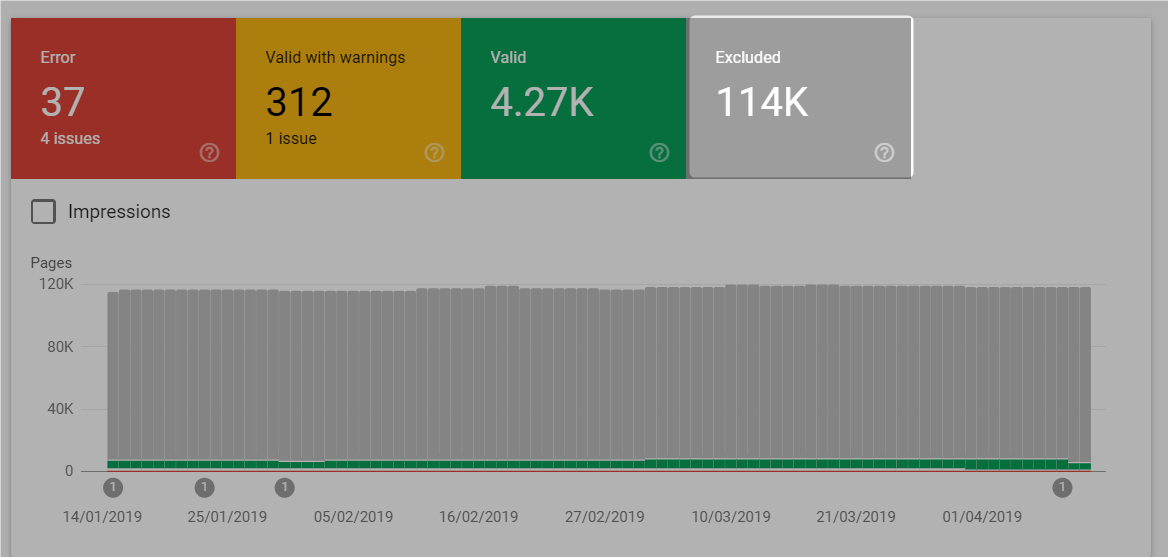 Error
37
4 issues
Valid with warnings
312
1 issue
Valid
4.27K
Excluded
114K
Impressions
Pages
120K
80K
40K
0
1 1 1 1
14/01/2019 25/01/2019 05/02/2019 16/02/2019 27/02/2019 10/03/2019 21/03/2019 01/04/2019